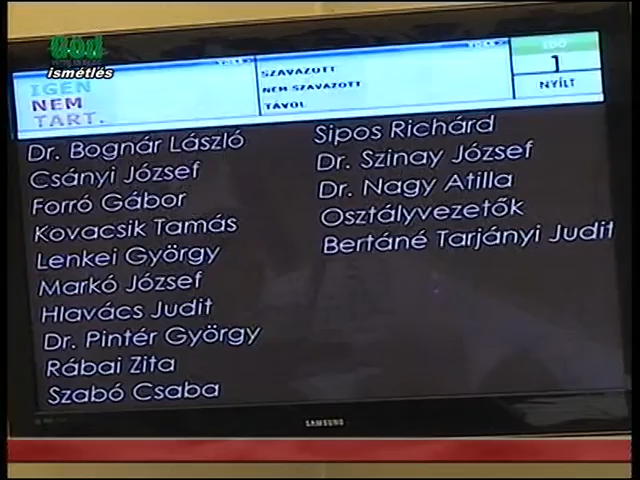 Göd
ismétlés
IGEN
NEM
TART.
SZAVAZOTT
NEM SZAVAZOTT
TÁVOL
IDŐ
1
NYÍLT
Dr. Bognár László
Csányi József
Forró Gábor
Kovacsik Tamás
Lenkei György
Markó József
Hlavács Judit
Dr. Pintér György
Rábai Zita
Szabó Csaba
Sipos Richárd
Dr. Szinay József
Dr. Nagy Atilla
Osztályvezetők
Bertáné Tarjányi Judit
SAMSUNG